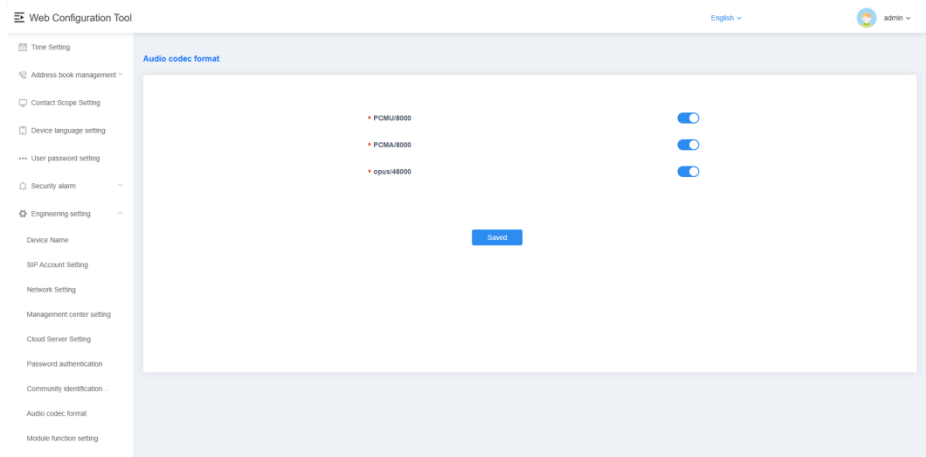 Web Configuration Tool
English
admin
Time Setting
Address book management
Contact Scope Setting
Device language setting
User password setting
Security alarm
Engineering setting
Device Name
SIP Account Setting
Network Setting
Management center setting
Cloud Server Setting
Password authentication
Community identification...
Audio codec format
Module function setting
Audio codec format
* PCMU/8000
* PCMA/8000
* opus/48000
Saved